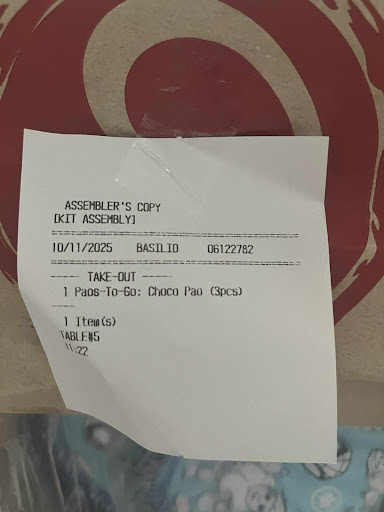 ASSEMBLER'S COPY
[KIT ASSEMBLY]
10/11/2025 BASILIO 06122782
----- TAKE-OUT -----
1 Paos-To-Go: Choco Pao (3pcs)
----
1 Item(s)
TABLE#5
11:22